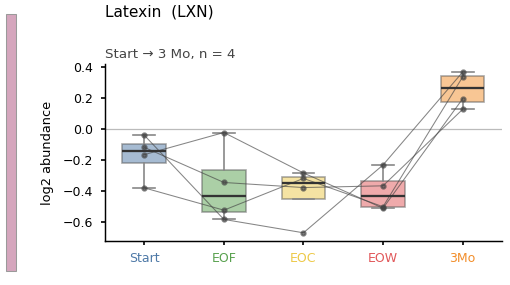 Latexin (LXN)
Start → 3 Mo, n = 4
log2 abundance
0.4
0.2
0.0
−0.2
−0.4
−0.6
Start EOF EOC EOW 3Mo